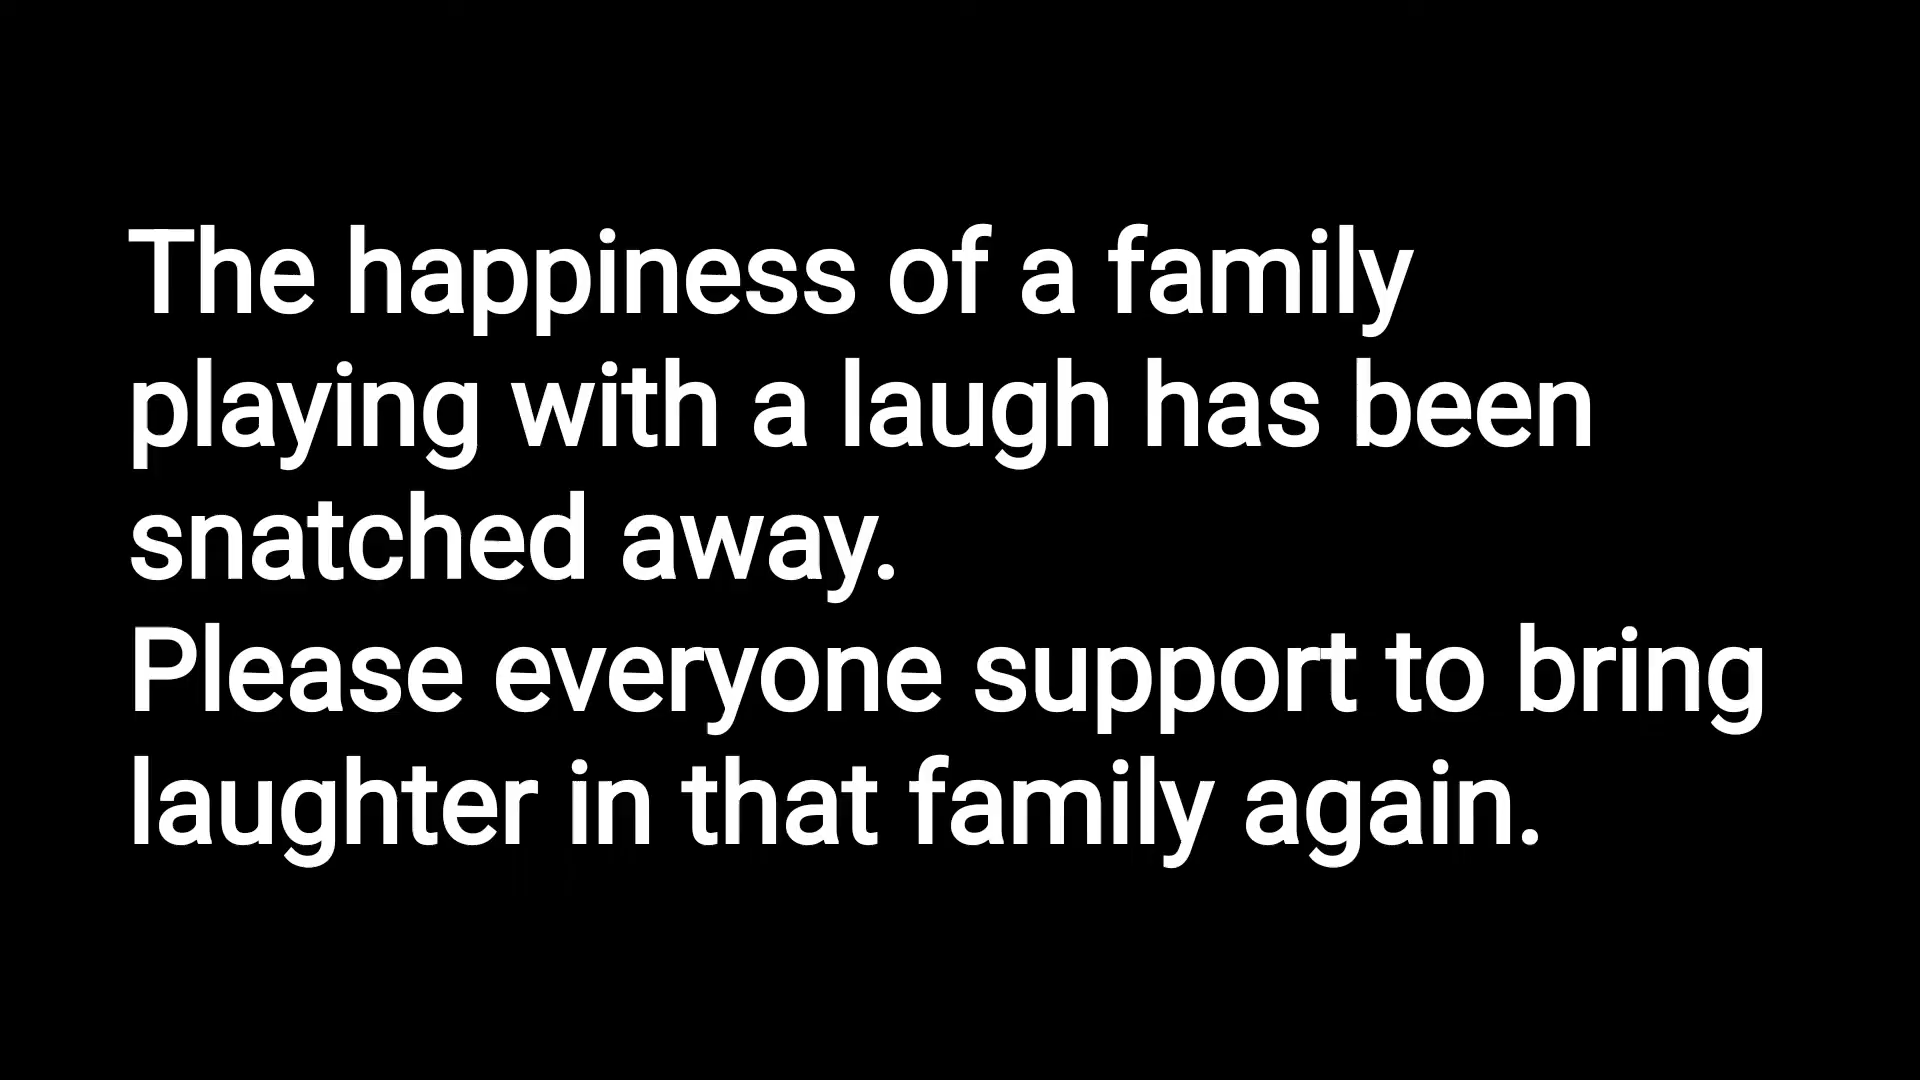 The happiness of a family
playing with a laugh has been
snatched away.
Please everyone support to bring
laughter in that family again.